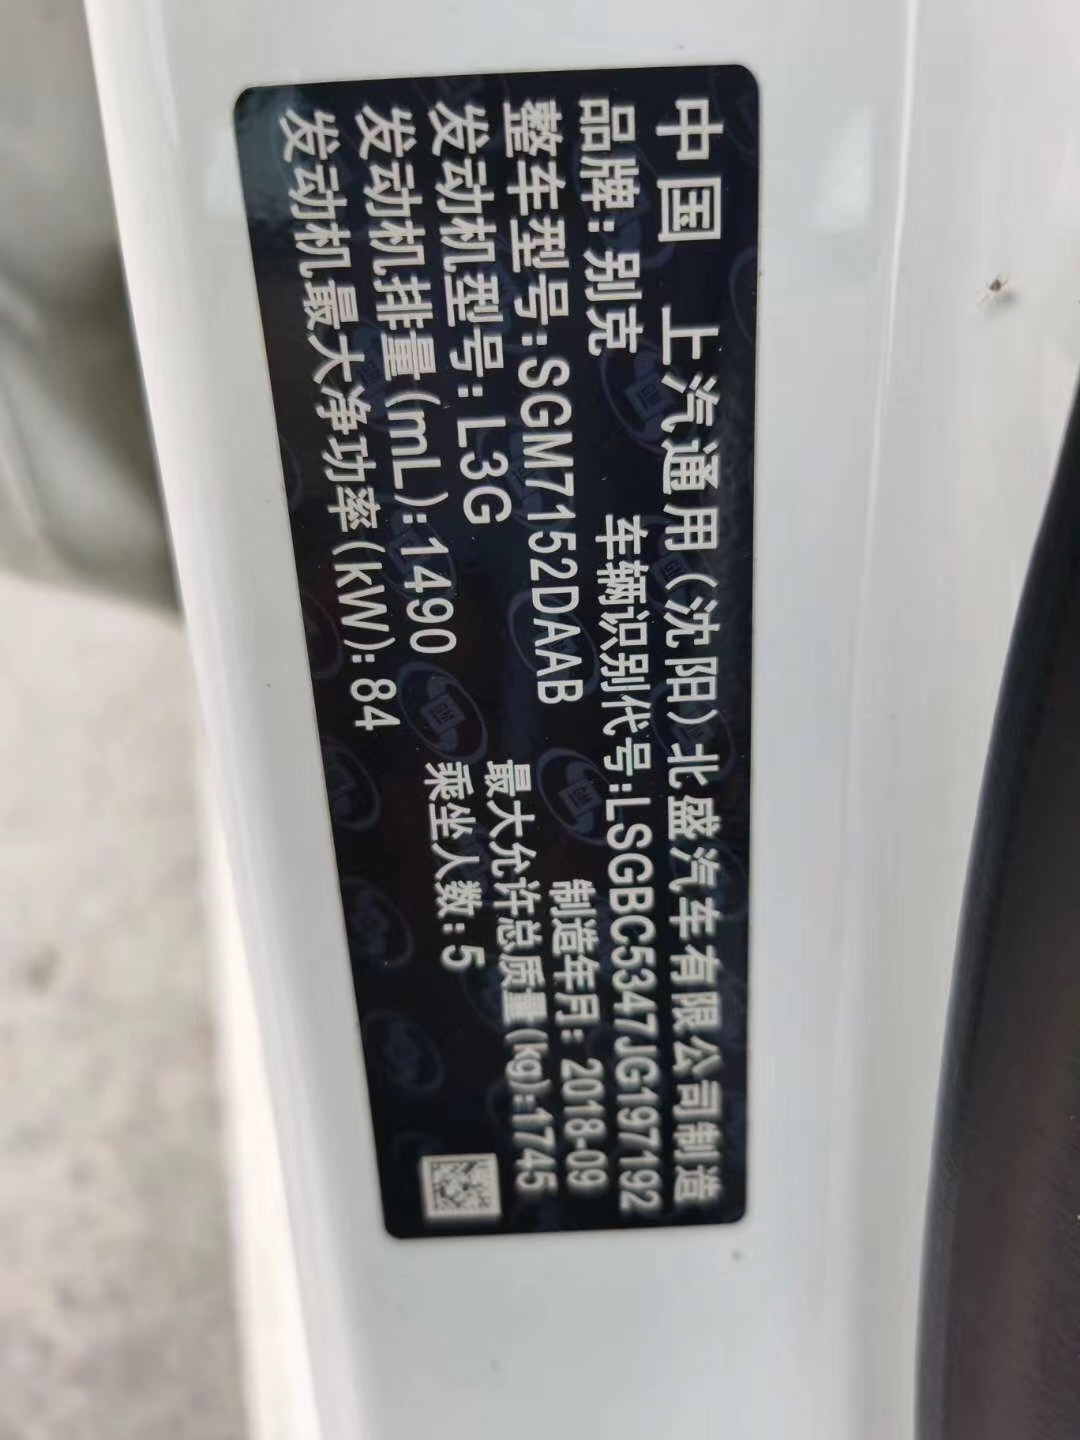 中国 上汽通用(沈阳)北盛汽车有限公司制造
品牌:别克 车辆识别代号:LSGBC5347JG197192
整车型号:SGM7152DAAB 制造年月:2018-09
发动机型号:L3G 最大允许总质量(kg):1745
发动机排量(mL):1490 乘坐人数:5
发动机最大净功率(kW):84